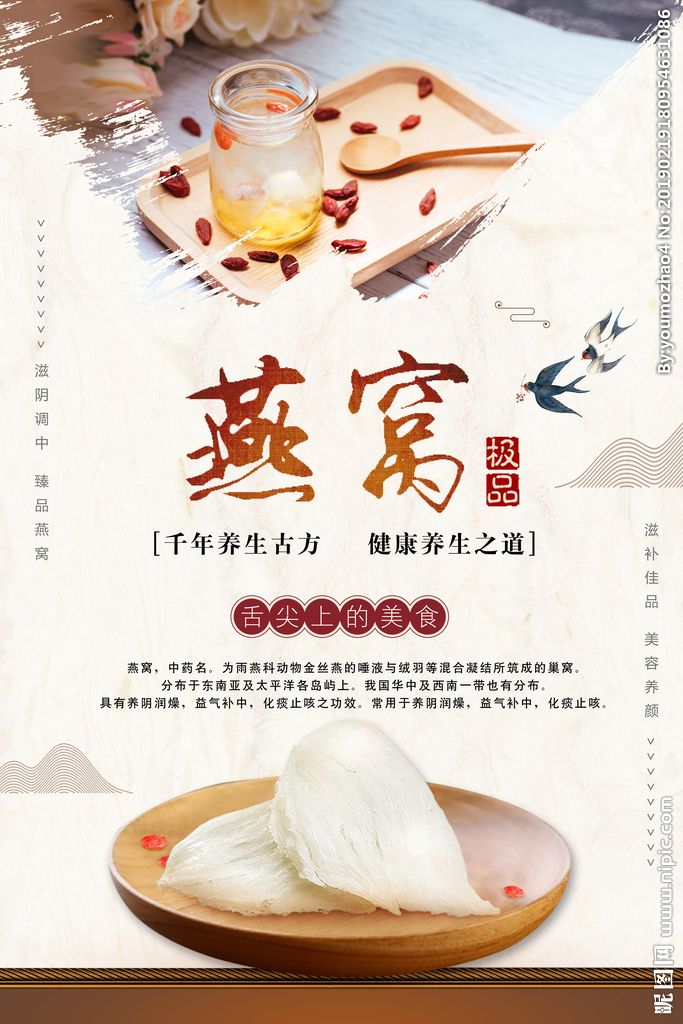 By:youmozhao4 No:20190219180954631086
燕窝
极品
[千年养生古方 健康养生之道]
舌尖上的美食
燕窝，中药名。为雨燕科动物金丝燕的唾液与绒羽等混合凝结所筑成的巢窝。
分布于东南亚及太平洋各岛屿上。我国华中及西南一带也有分布。
具有养阴润燥，益气补中，化痰止咳之功效。常用于养阴润燥，益气补中，化痰止咳。
滋阴调中 臻品燕窝
滋补佳品 美容养颜
昵图网 www.nipic.com